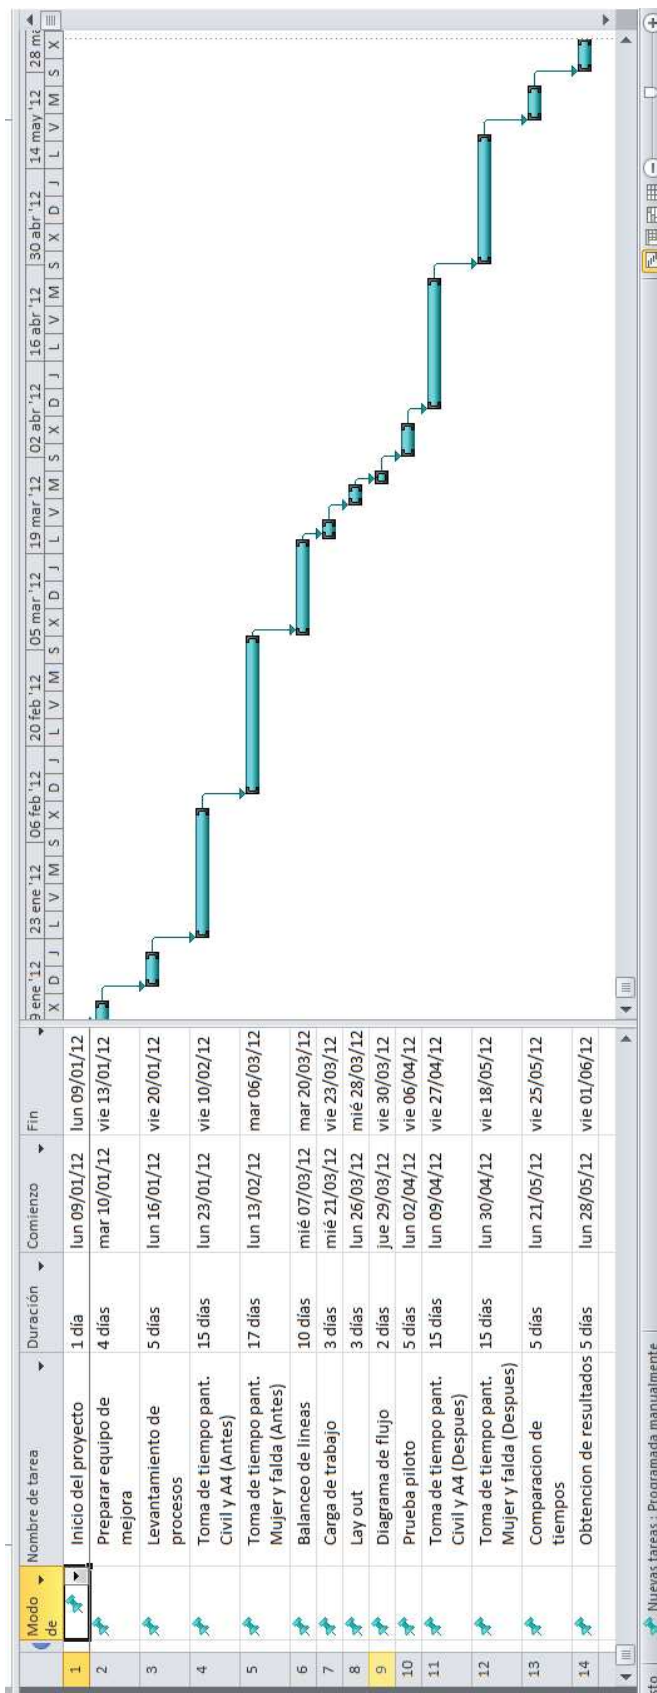 Modo de
Nombre de tarea
Duración
Comienzo
Fin
1 Inicio del proyecto 1 día lun 09/01/12 lun 09/01/12
2 Preparar equipo de mejora 4 días mar 10/01/12 vie 13/01/12
3 Levantamiento de procesos 5 días lun 16/01/12 vie 20/01/12
4 Toma de tiempo pant. Civil y A4 (Antes) 15 días lun 23/01/12 vie 10/02/12
5 Toma de tiempo pant. Mujer y falda (Antes) 17 días lun 13/02/12 mar 06/03/12
6 Balanceo de lineas 10 días mié 07/03/12 mar 20/03/12
7 Carga de trabajo 3 días mié 21/03/12 vie 23/03/12
8 Lay out 3 días lun 26/03/12 mié 28/03/12
9 Diagrama de flujo 2 días jue 29/03/12 vie 30/03/12
10 Prueba piloto 5 días lun 02/04/12 vie 06/04/12
11 Toma de tiempo pant. Civil y A4 (Despues) 15 días lun 09/04/12 vie 27/04/12
12 Toma de tiempo pant. Mujer y falda (Despues) 15 días lun 30/04/12 vie 18/05/12
13 Comparacion de tiempos 5 días lun 21/05/12 vie 25/05/12
14 Obtencion de resultados 5 días lun 28/05/12 vie 01/06/12
9 ene '12 23 ene '12 06 feb '12 20 feb '12 05 mar '12 19 mar '12 02 abr '12 16 abr '12 30 abr '12 14 may '12 28 ma
X D J L V M S X D J L V M S X D J L V M S X D J L V M S X D J L V M S X
sto Nuevas tareas : Programada manualmente